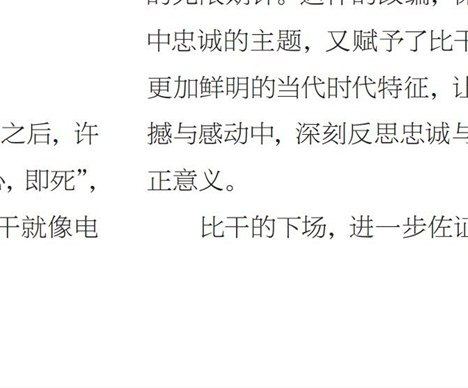 之后，许
，即死”，
干就像电
中忠诚的主题，又赋予了比干
更加鲜明的当代时代特征，让
撼与感动中，深刻反思忠诚与
正意义。
比干的下场，进一步佐证